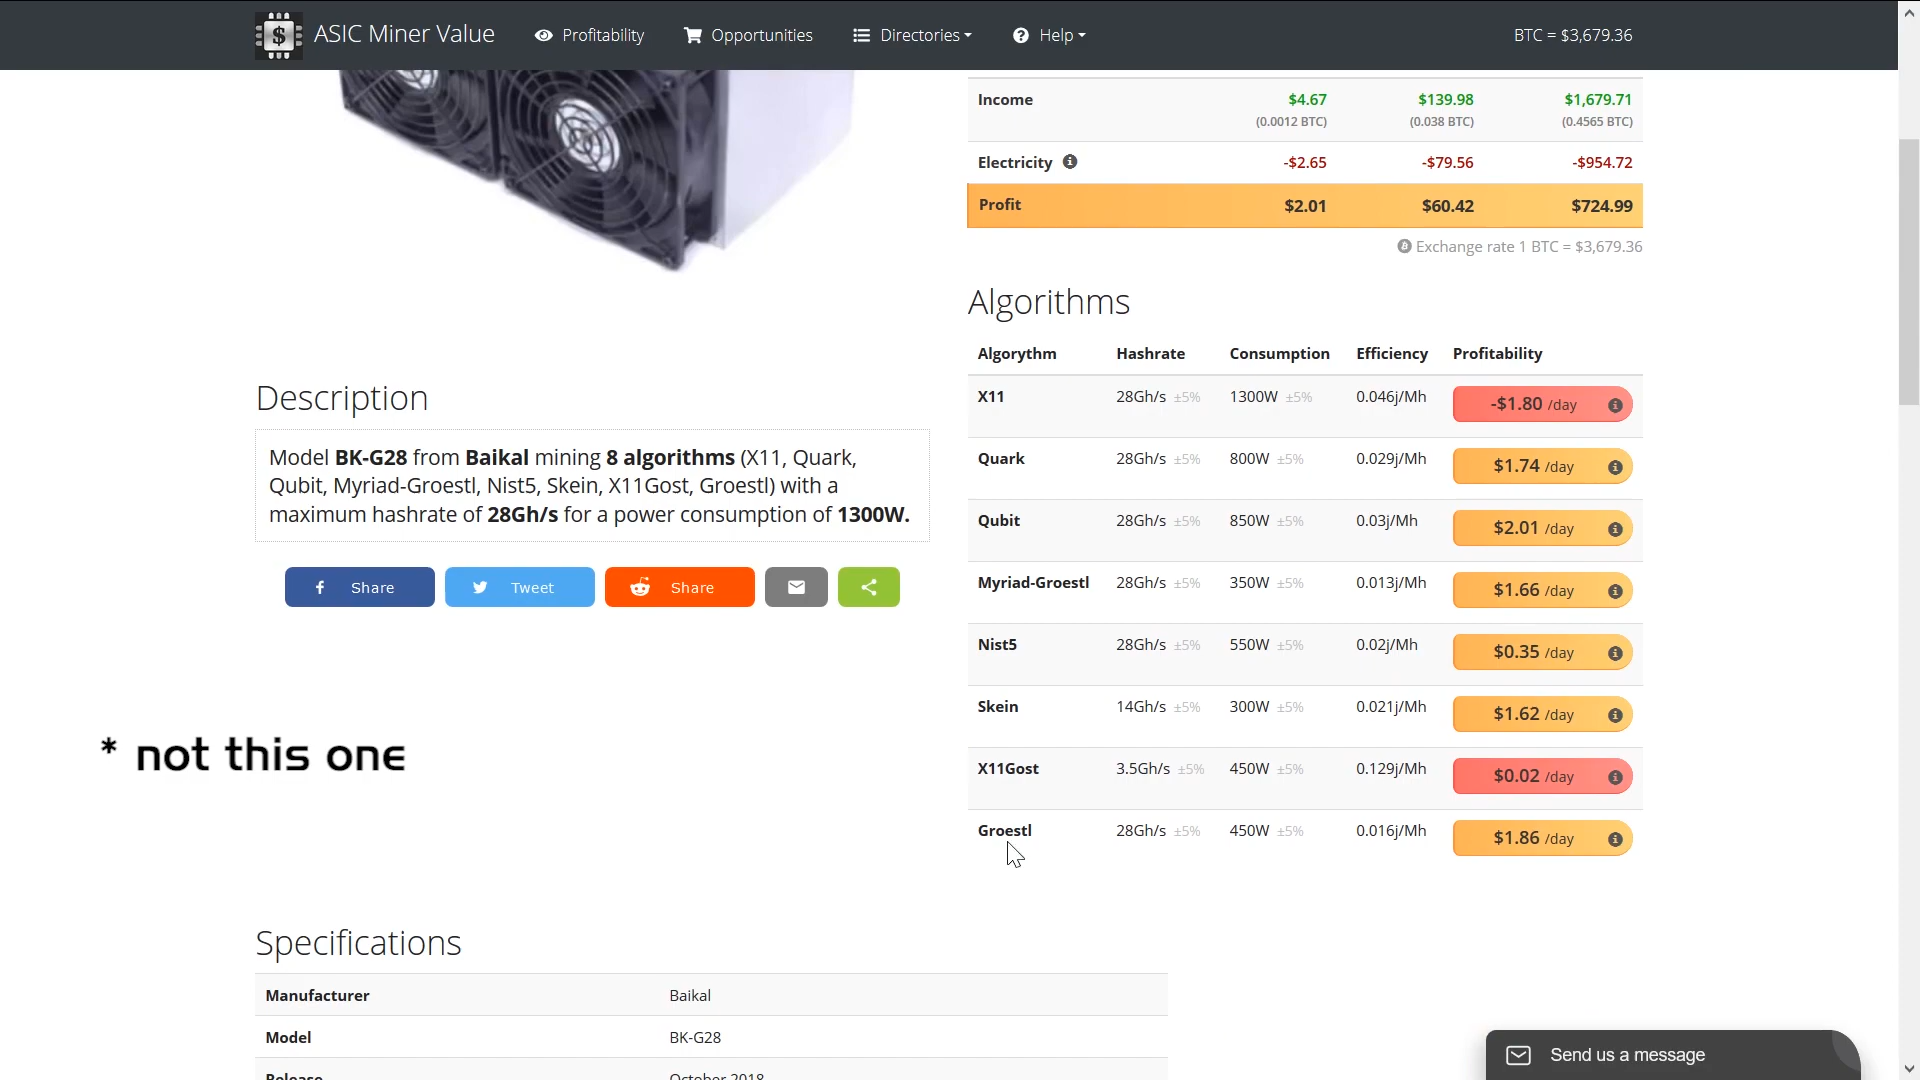 ASIC Miner Value Profitability Opportunities Directories Help BTC = $3,679.36
Income $4.67 $139.98 $1,679.71
(0.0012 BTC) (0.038 BTC) (0.4565 BTC)
Electricity -$2.65 -$79.56 -$954.72
Profit $2.01 $60.42 $724.99
Exchange rate 1 BTC = $3,679.36
Algorithms
Algorythm Hashrate Consumption Efficiency Profitability
X11 28Gh/s ±5% 1300W ±5% 0.046j/Mh -$1.80 /day
Quark 28Gh/s ±5% 800W ±5% 0.029j/Mh $1.74 /day
Qubit 28Gh/s ±5% 850W ±5% 0.03j/Mh $2.01 /day
Myriad-Groestl 28Gh/s ±5% 350W ±5% 0.013j/Mh $1.66 /day
Nist5 28Gh/s ±5% 550W ±5% 0.02j/Mh $0.35 /day
Skein 14Gh/s ±5% 300W ±5% 0.021j/Mh $1.62 /day
X11Gost 3.5Gh/s ±5% 450W ±5% 0.129j/Mh $0.02 /day
Groestl 28Gh/s ±5% 450W ±5% 0.016j/Mh $1.86 /day
Description
Model BK-G28 from Baikal mining 8 algorithms (X11, Quark,
Qubit, Myriad-Groestl, Nist5, Skein, X11Gost, Groestl) with a
maximum hashrate of 28Gh/s for a power consumption of 1300W.
Share Tweet Share
* not this one
Specifications
Manufacturer Baikal
Model BK-G28
Release October 2018
Send us a message